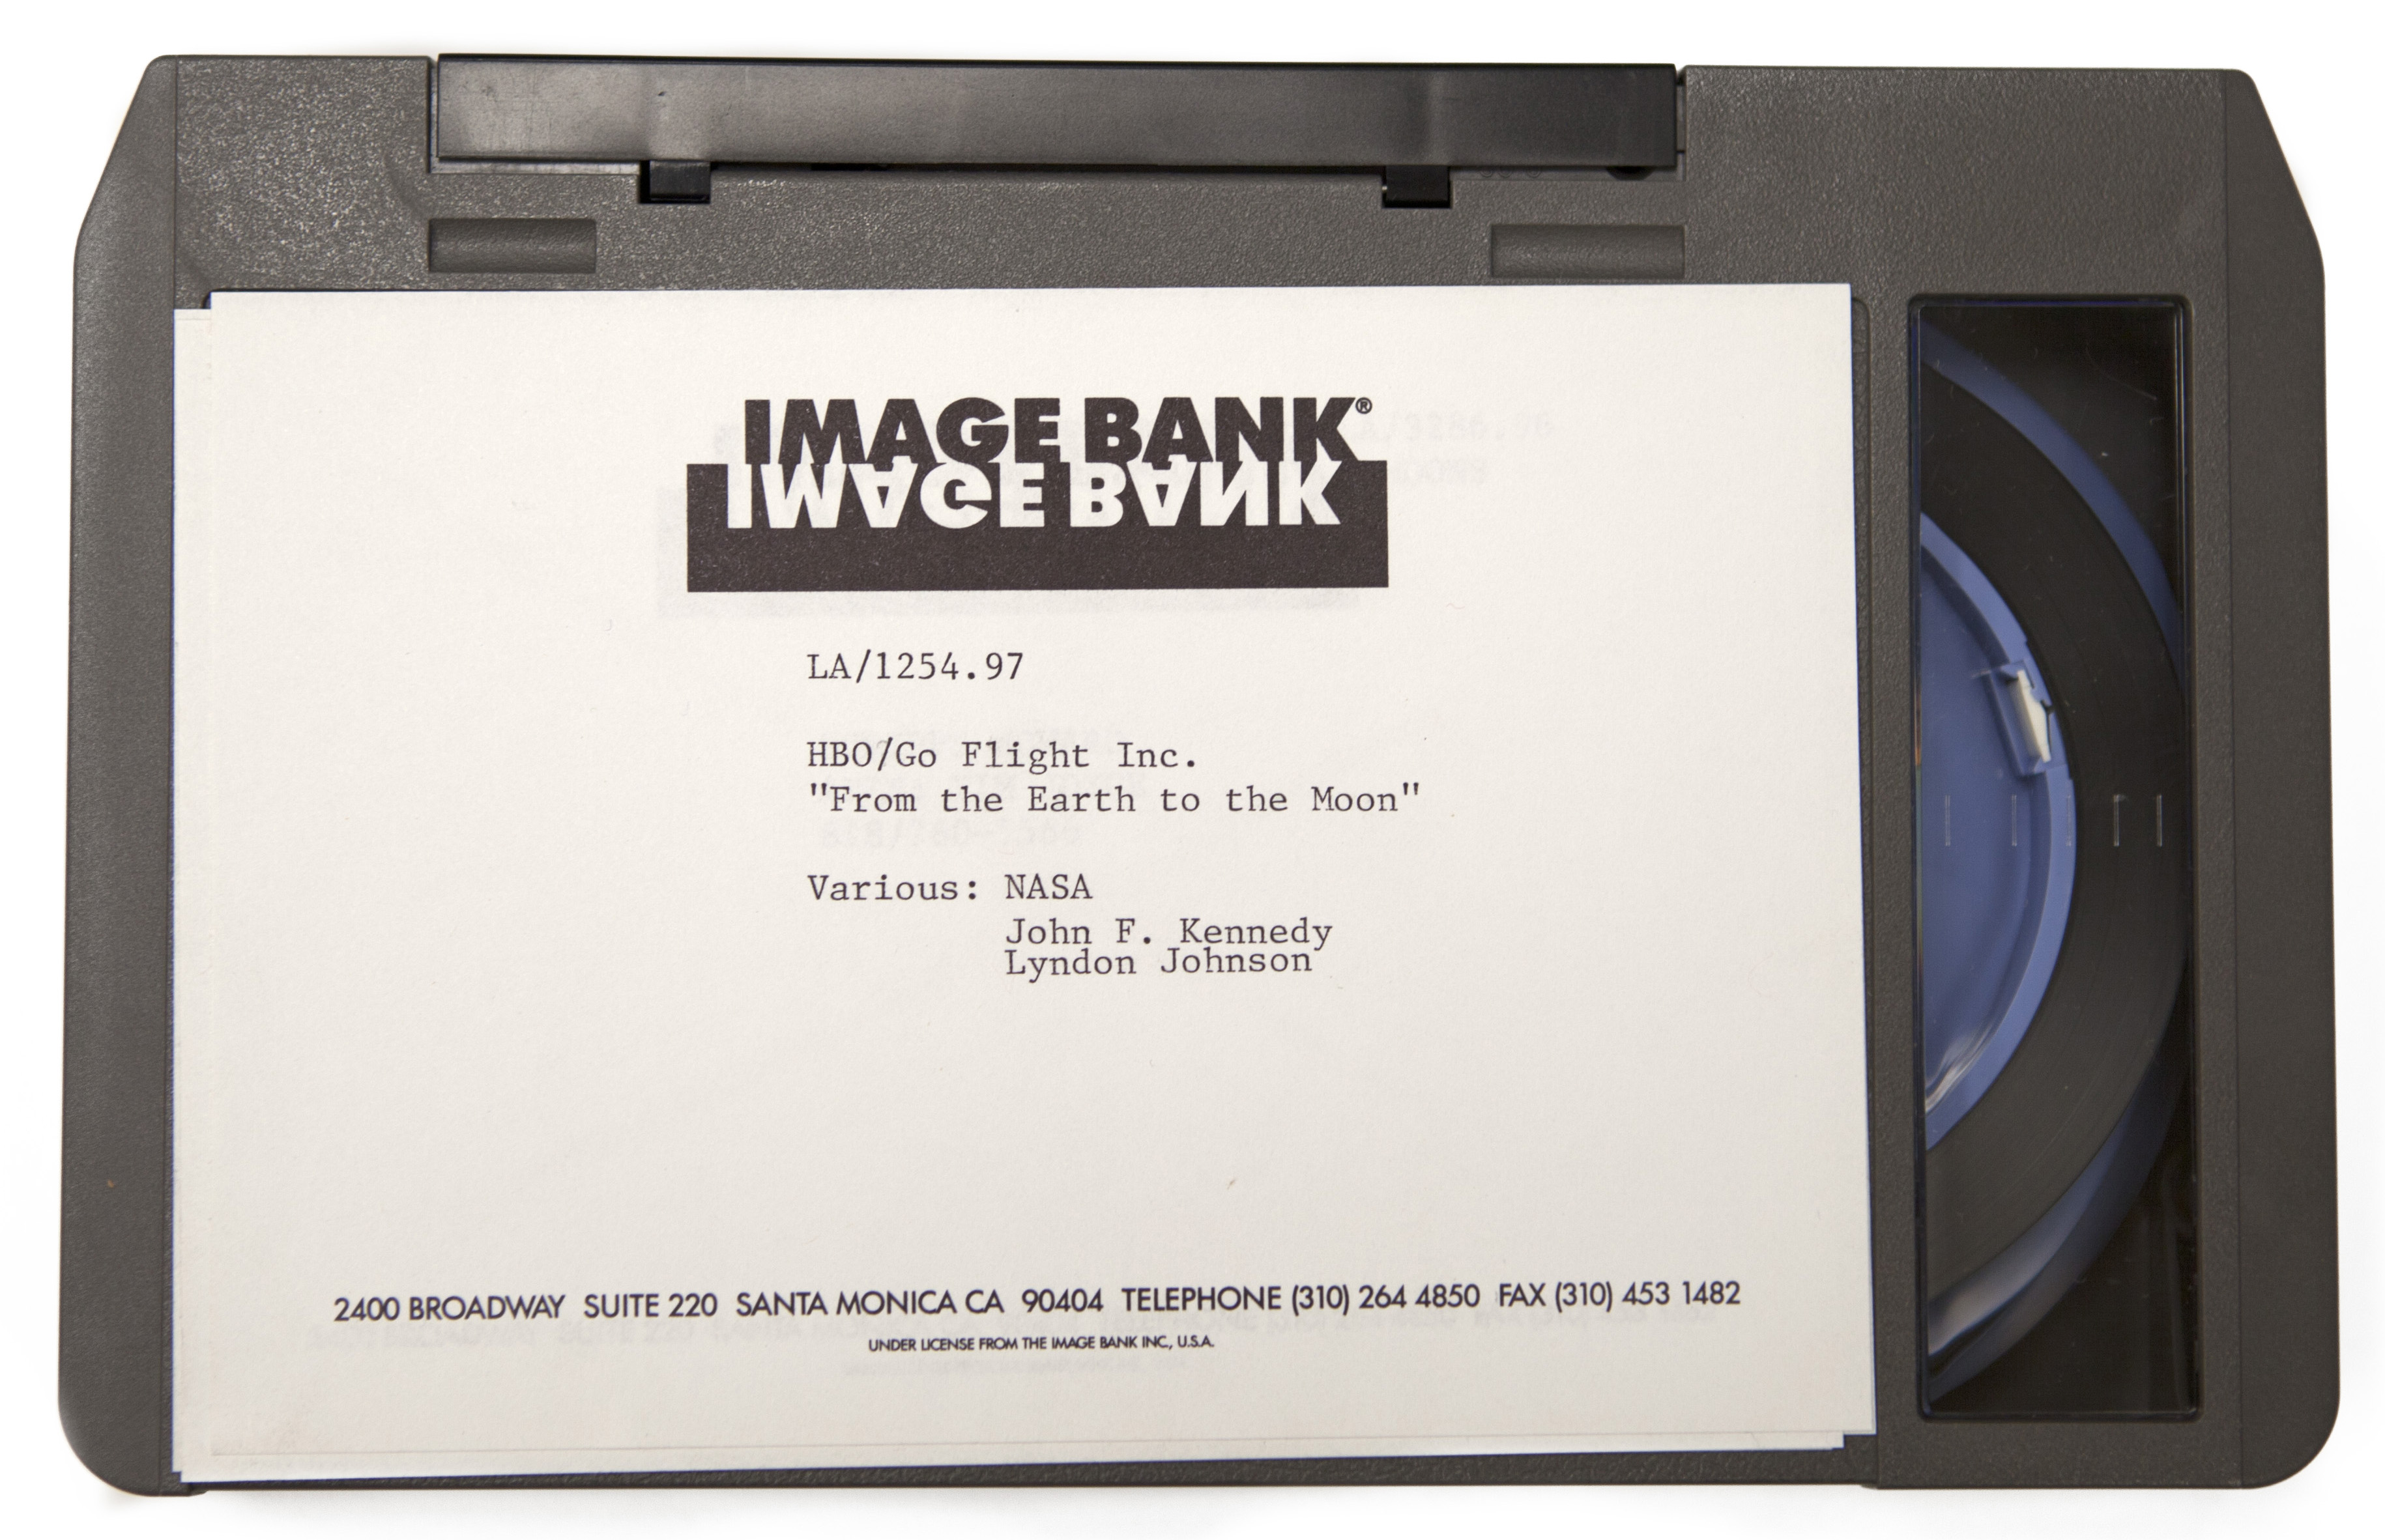 IMAGE BANK®
IMAGE BANK
LA/1254.97
HBO/Go Flight Inc.
"From the Earth to the Moon"
Various: NASA
John F. Kennedy
Lyndon Johnson
2400 BROADWAY SUITE 220 SANTA MONICA CA 90404 TELEPHONE (310) 264 4850 FAX (310) 453 1482
UNDER LICENSE FROM THE IMAGE BANK INC., U.S.A.